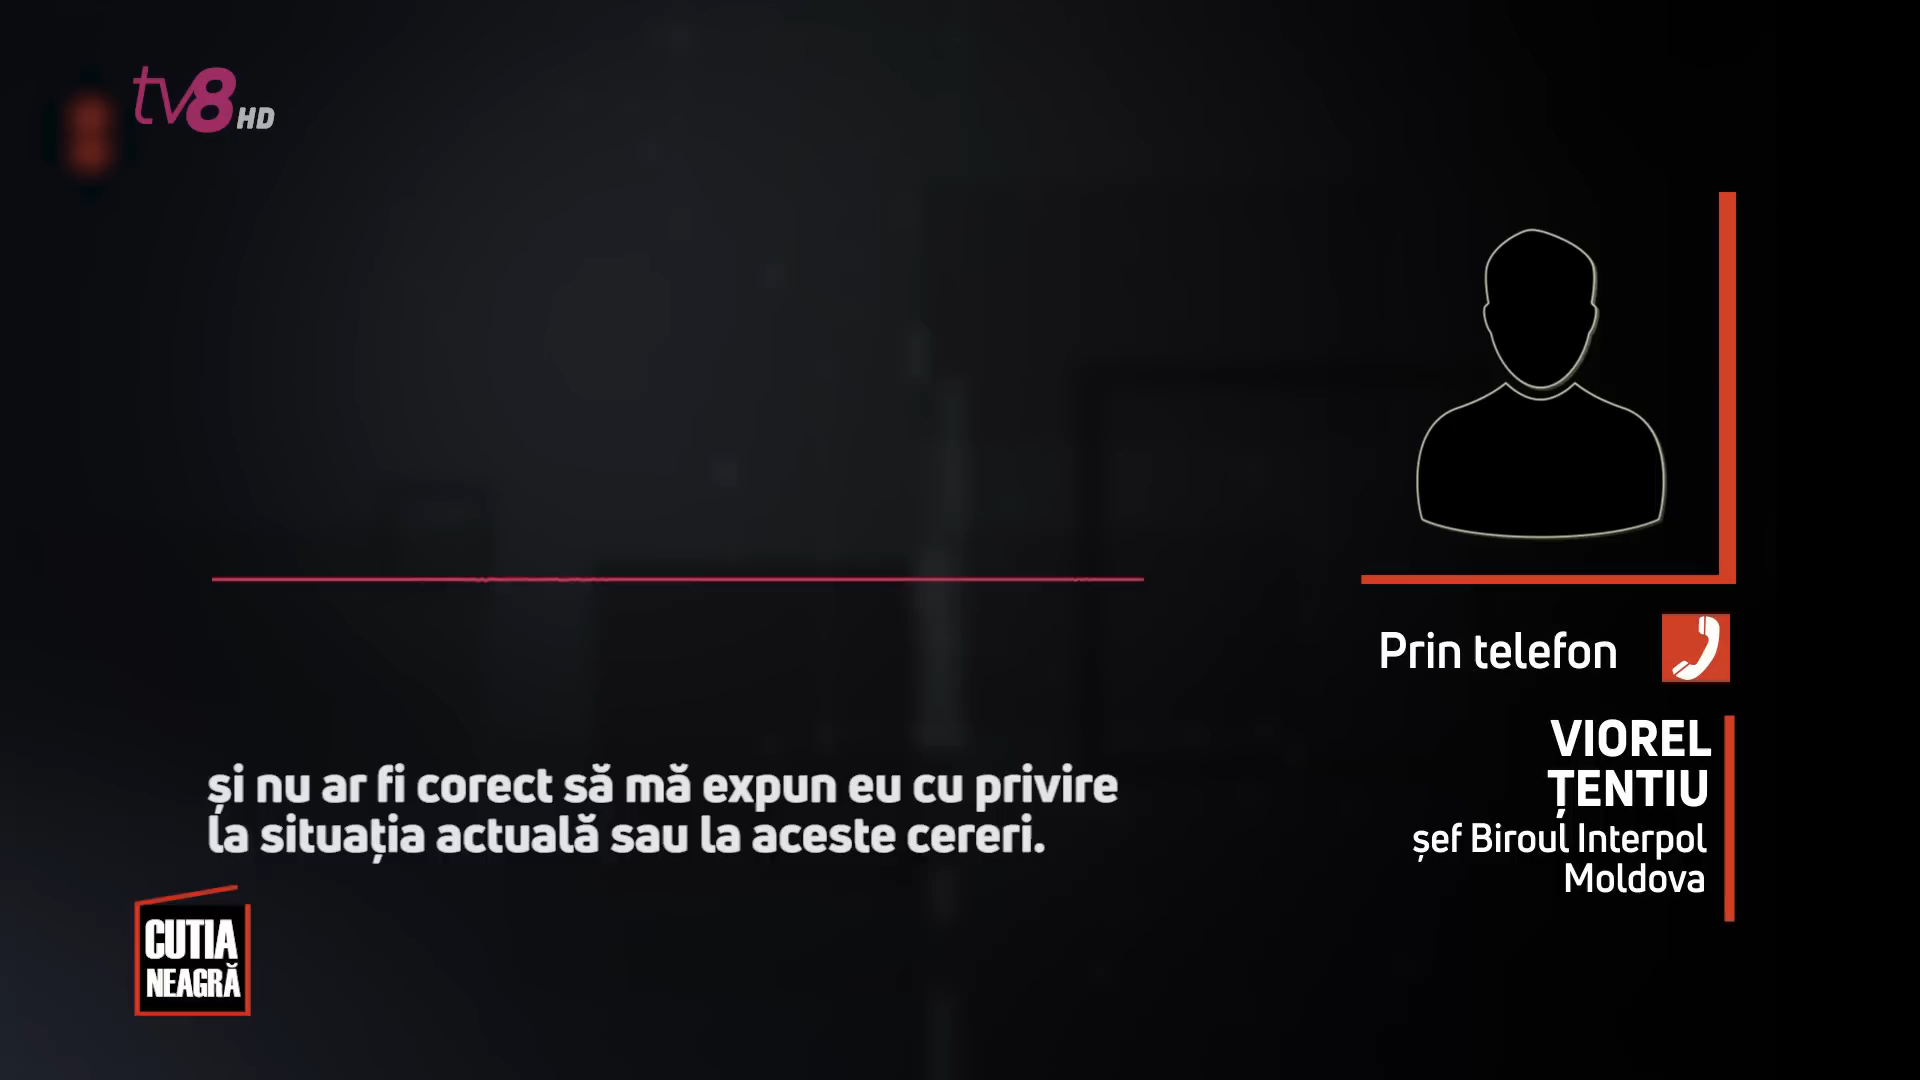 tv8 HD
Prin telefon
VIOREL
ȚENTIU
șef Biroul Interpol
Moldova
și nu ar fi corect să mă expun eu cu privire
la situația actuală sau la aceste cereri.
CUTIA
NEAGRĂ